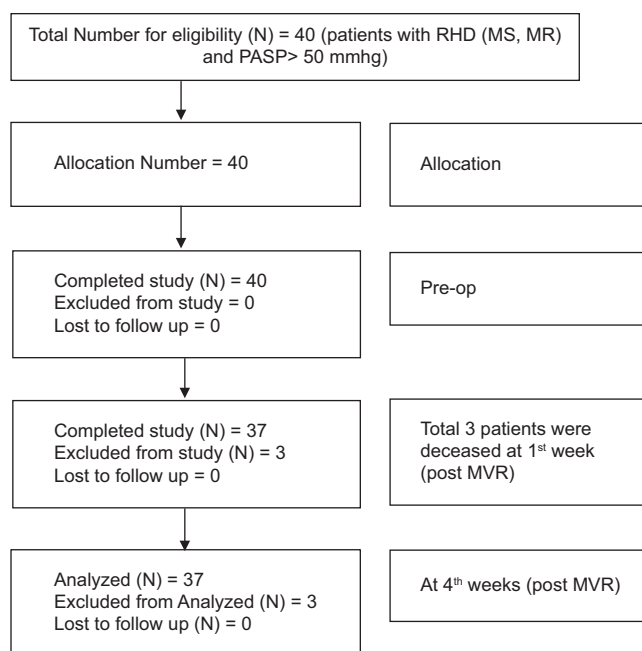 Total Number for eligibility (N) = 40 (patients with RHD (MS, MR)
and PASP> 50 mmhg)
Allocation Number = 40
Allocation
Completed study (N) = 40
Excluded from study = 0
Lost to follow up = 0
Pre-op
Completed study (N) = 37
Excluded from study (N) = 3
Lost to follow up = 0
Total 3 patients were
deceased at 1st week
(post MVR)
Analyzed (N) = 37
Excluded from Analyzed (N) = 3
Lost to follow up (N) = 0
At 4th weeks (post MVR)